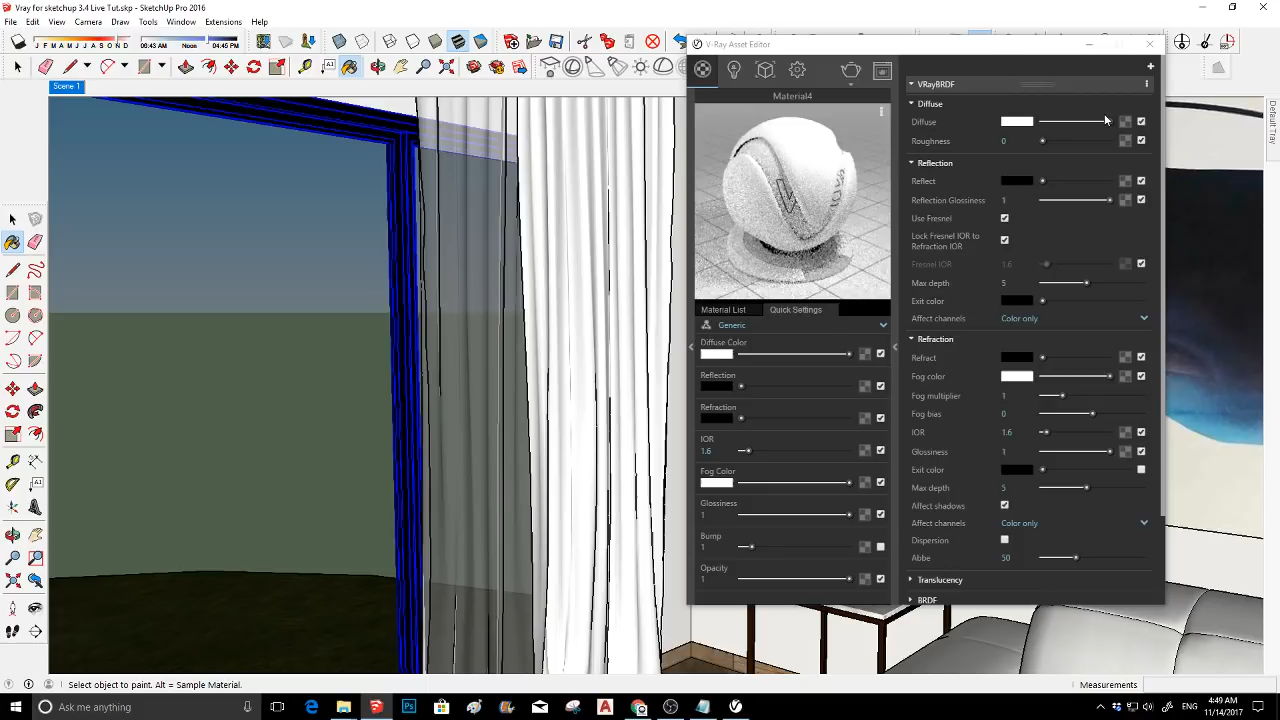 Vray for sketchup 3.4 Live Tuts.skp - SketchUp Pro 2016
File Edit View Camera Draw Tools Window Extensions Help
J F M A M J J A S O N D 06:43 AM Noon 04:45 PM
Scene 1
Default Tray
V-Ray Asset Editor
Material4
Material List Quick Settings
Generic
Diffuse Color
Reflection
Refraction
IOR
1.6
Fog Color
Glossiness
1
Bump
1
Opacity
1
VRayBRDF
Diffuse
Diffuse
Roughness 0
Reflection
Reflect
Reflection Glossiness 1
Use Fresnel
Lock Fresnel IOR to
Refraction IOR
Fresnel IOR 1.6
Max depth 5
Exit color
Affect channels Color only
Refraction
Refract
Fog color
Fog multiplier 1
Fog bias 0
IOR 1.6
Glossiness 1
Exit color
Max depth 5
Affect shadows
Affect channels Color only
Dispersion
Abbe 50
Translucency
BRDF
Select object to paint. Alt = Sample Material.
Measurements
Ask me anything
4:49 AM
11/14/2017